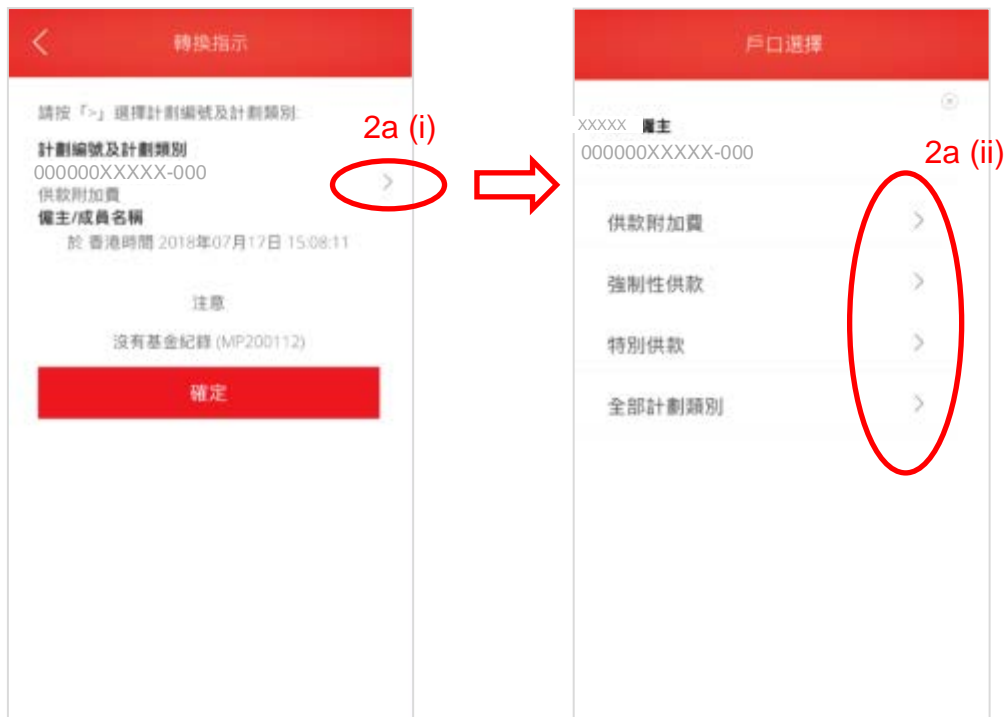 轉換指示
請按「>」選擇計劃編號及計劃類別:
2a (i)
計劃編號及計劃類別
000000XXXXX-000
供款附加費
僱主/成員名稱
於 香港時間 2018年07月17日 15:08:11
注意
沒有基金紀錄 (MP200112)
確定
戶口選擇
XXXXX 僱主
000000XXXXX-000
2a (ii)
供款附加費
強制性供款
特別供款
全部計劃類別